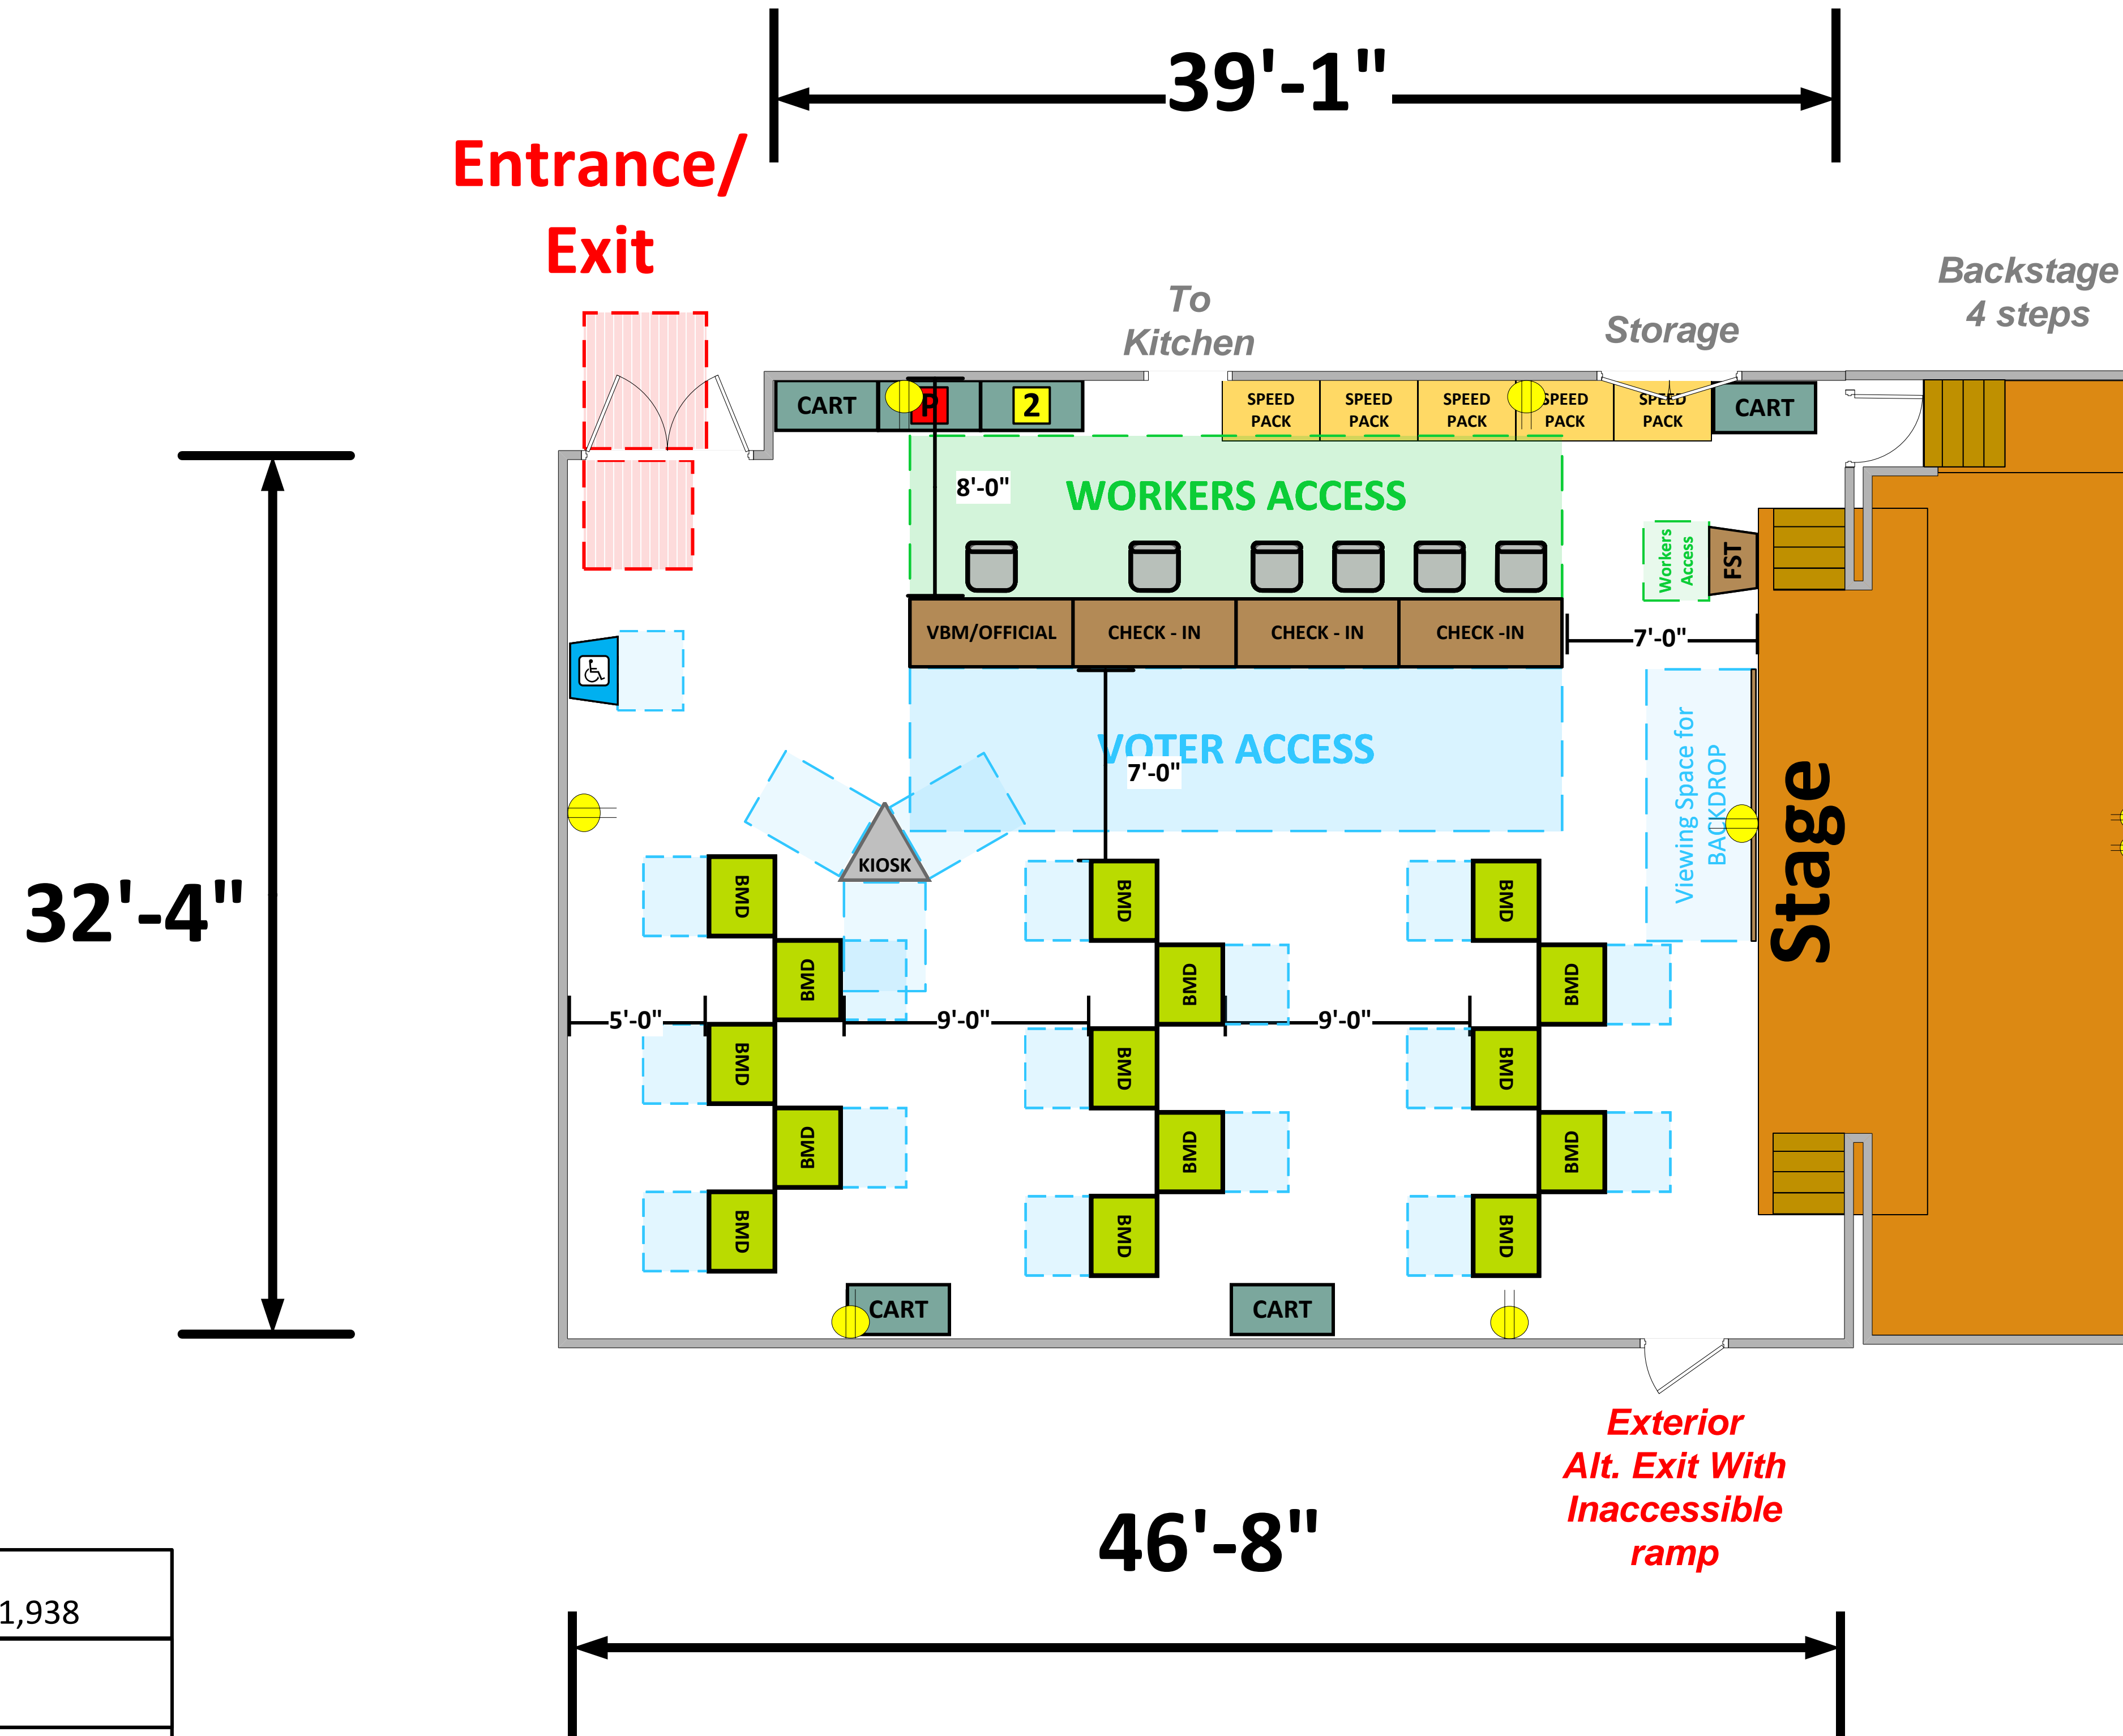 39'-1"
Entrance/
Exit
To
Kitchen
Storage
Backstage
4 steps
CART
P
2
SPEED
PACK
SPEED
PACK
SPEED
PACK
SPEED
PACK
SPEED
PACK
CART
8'-0"
WORKERS ACCESS
Workers
Access
FST
VBM/OFFICIAL
CHECK - IN
CHECK - IN
CHECK -IN
7'-0"
VOTER ACCESS
7'-0"
Viewing Space for
BACKDROP
Stage
KIOSK
32'-4"
BMD
BMD
BMD
BMD
BMD
BMD
5'-0"
9'-0"
9'-0"
BMD
BMD
BMD
BMD
BMD
BMD
BMD
BMD
BMD
CART
CART
Exterior
Alt. Exit With
Inaccessible
ramp
46'-8"
1,938